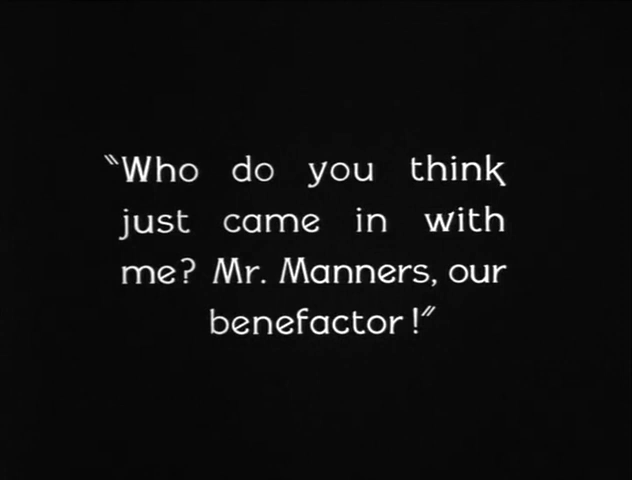 "Who do you think
just came in with
me? Mr. Manners, our
benefactor!"